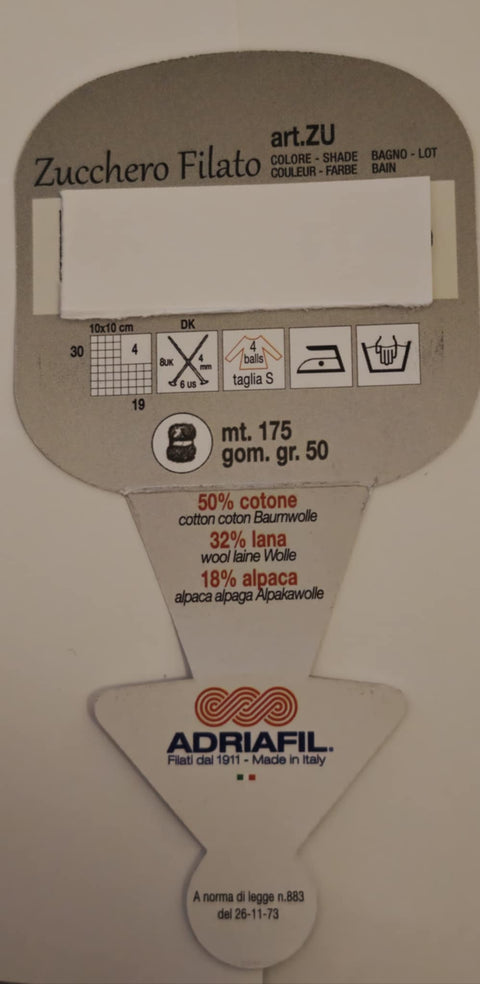 art.ZU
Zucchero Filato
COLORE - SHADE BAGNO - LOT
COULEUR - FARBE BAIN
10x10 cm
30
4
19
DK
8UK
4 mm
6 US
4
balls
taglia S
mt. 175
gom. gr. 50
50% cotone
cotton coton Baumwolle
32% lana
wool laine Wolle
18% alpaca
alpaca alpaga Alpakawolle
ADRIAFIL.
Filati dal 1911 - Made in Italy
A norma di legge n.883
del 26-11-73